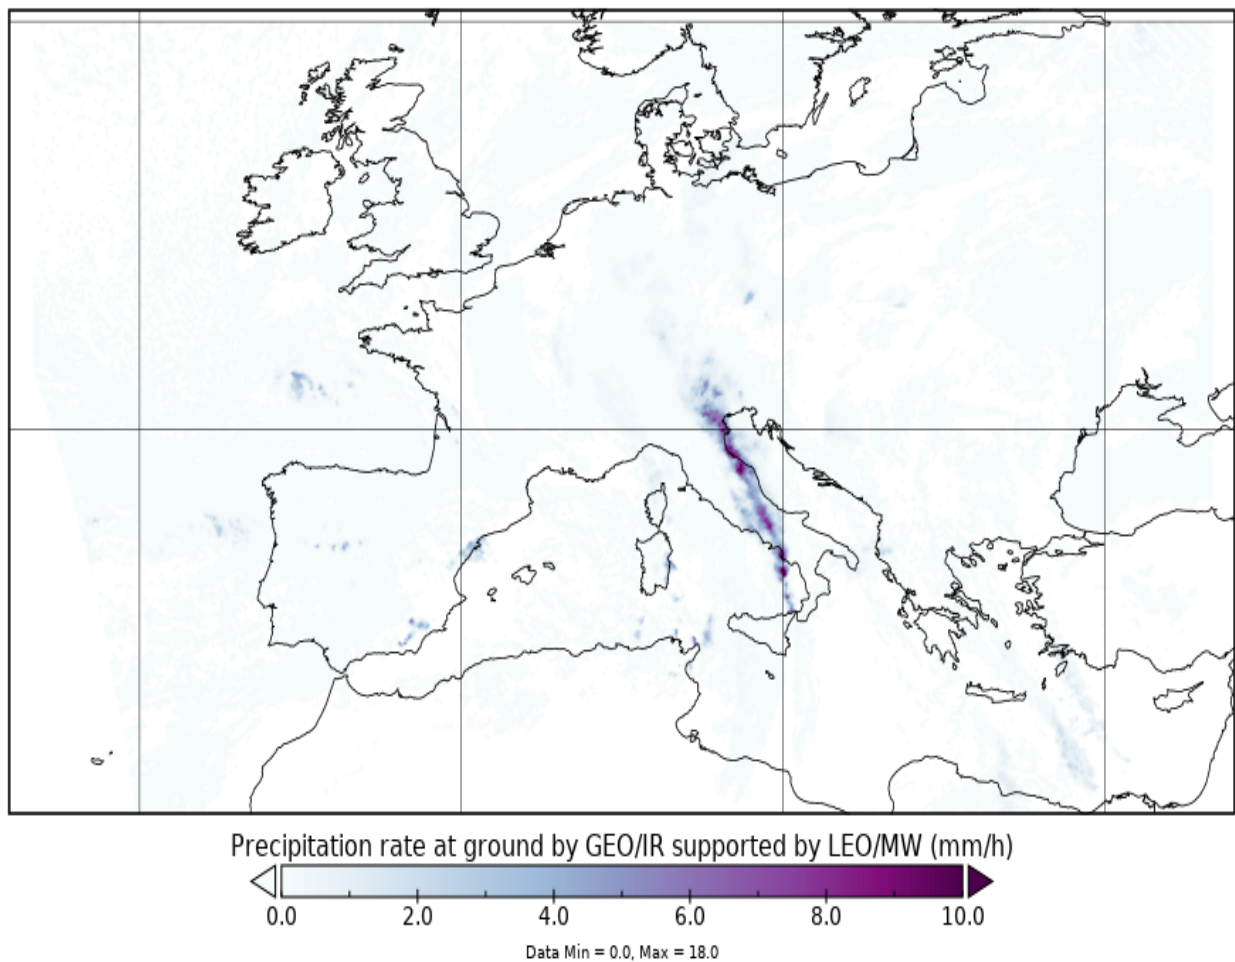 Precipitation rate at ground by GEO/IR supported by LEO/MW (mm/h)
0.0 2.0 4.0 6.0 8.0 10.0
Data Min = 0.0, Max = 18.0